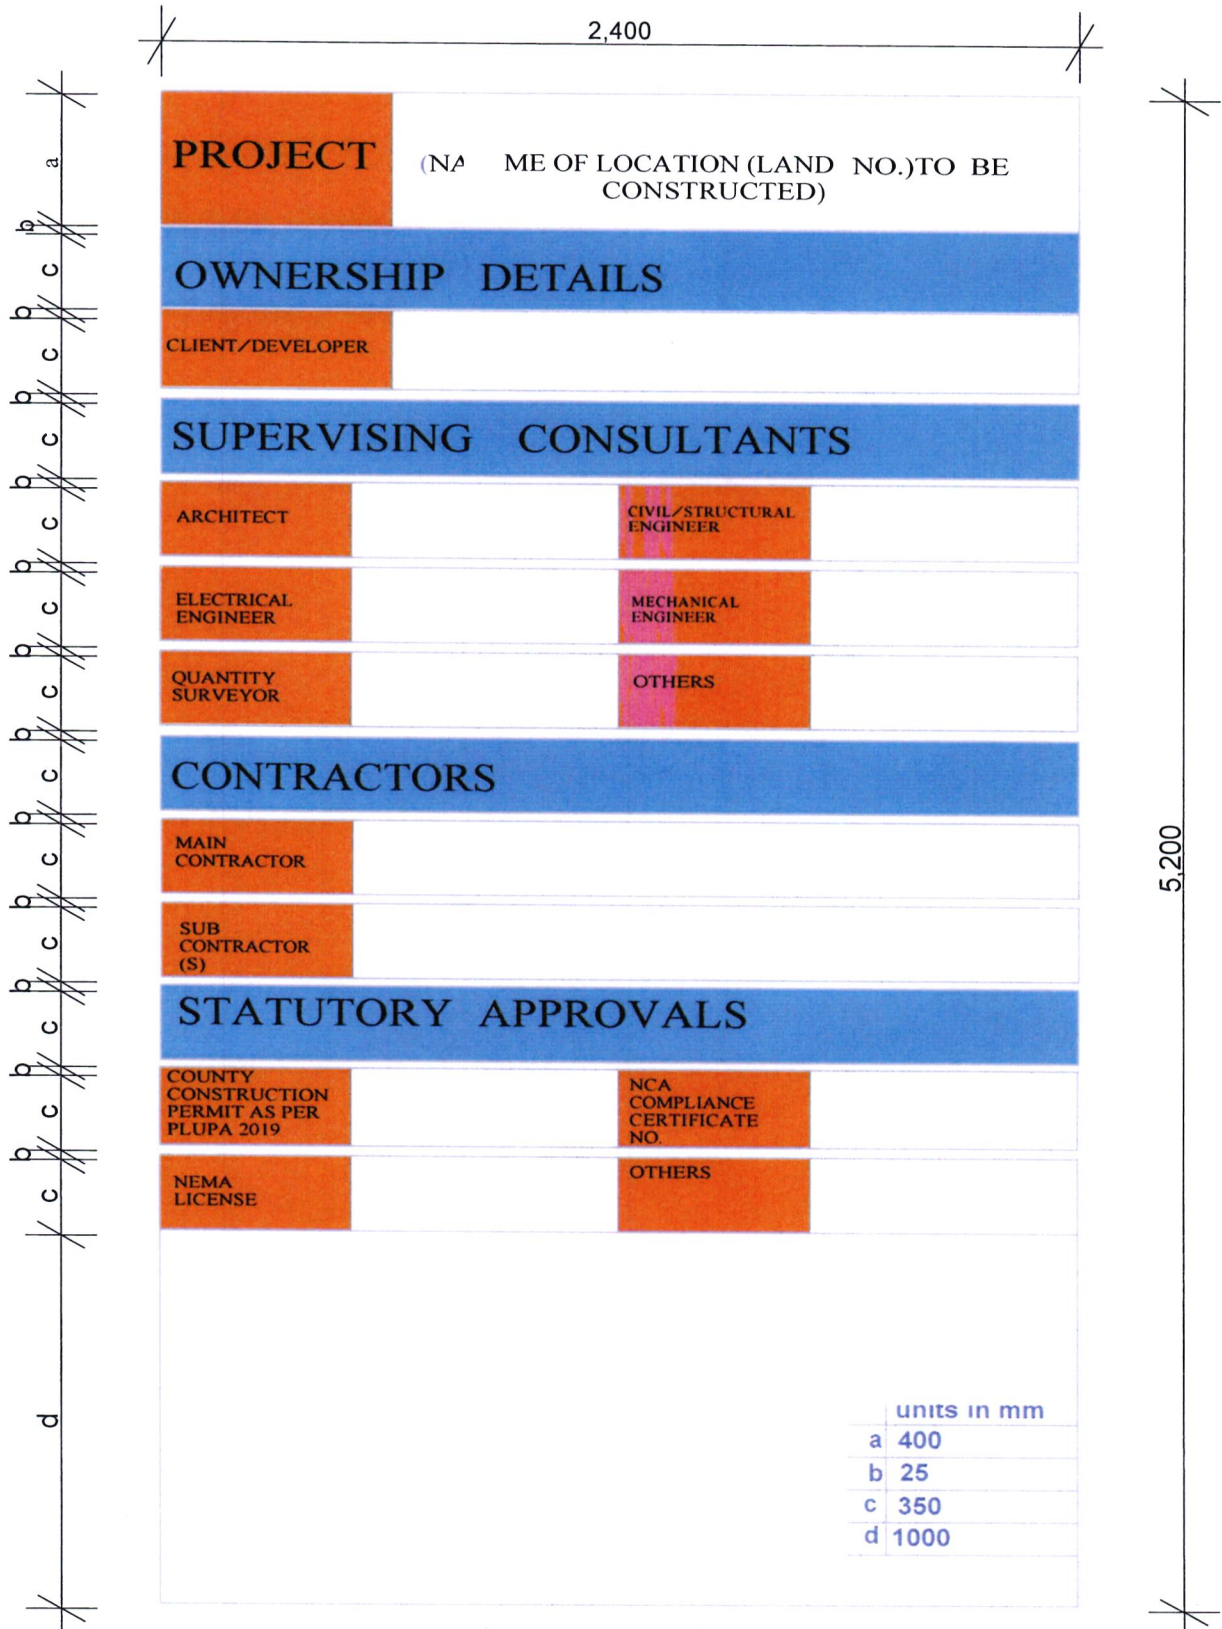 2,400
PROJECT
(NA ME OF LOCATION (LAND NO.)TO BE
CONSTRUCTED)
OWNERSHIP DETAILS
CLIENT/DEVELOPER
SUPERVISING CONSULTANTS
ARCHITECT
CIVIL/STRUCTURAL
ENGINEER
ELECTRICAL
ENGINEER
MECHANICAL
ENGINEER
QUANTITY
SURVEYOR
OTHERS
CONTRACTORS
MAIN
CONTRACTOR
SUB
CONTRACTOR
(S)
STATUTORY APPROVALS
COUNTY
CONSTRUCTION
PERMIT AS PER
PLUPA 2019
NCA
COMPLIANCE
CERTIFICATE
NO.
NEMA
LICENSE
OTHERS
a
b
c
b
c
b
c
b
c
b
c
b
c
b
c
b
c
b
c
b
c
b
c
b
c
d
5,200
units in mm
a 400
b 25
c 350
d 1000